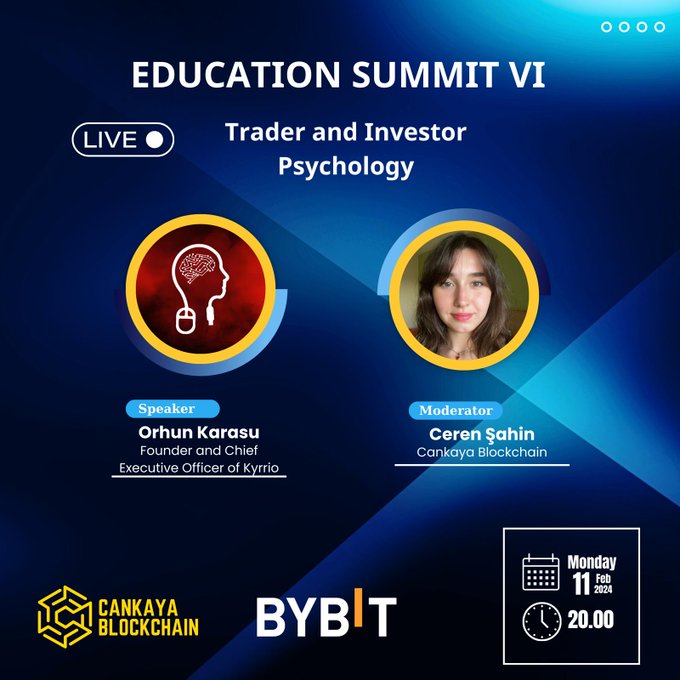 EDUCATION SUMMIT VI
LIVE
Trader and Investor
Psychology
Speaker
Orhun Karasu
Founder and Chief
Executive Officer of Kyrrio
Moderator
Ceren Şahin
Cankaya Blockchain
CANKAYA
BLOCKCHAIN
BYBIT
Monday
11 Feb
2024
20.00